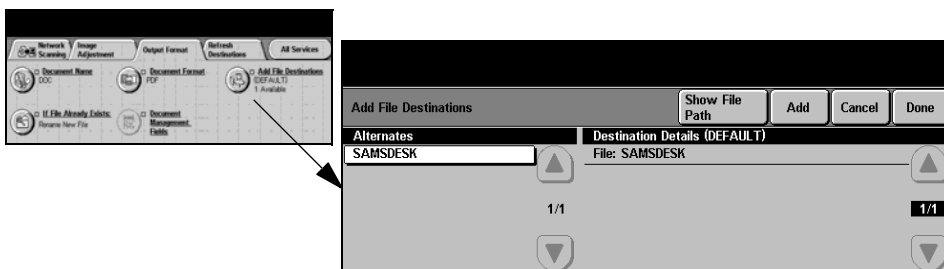 Network Scanning
Image Adjustment
Output Format
Refresh Destinations
All Services
Document Name
DOC
Document Format
PDF
Add File Destinations
(DEFAULT)
1 Available
If File Already Exists:
Rename New File
Document Management Fields
Add File Destinations
Show File Path
Add
Cancel
Done
Alternates
Destination Details (DEFAULT)
SAMSDESK
File: SAMSDESK
1/1
1/1